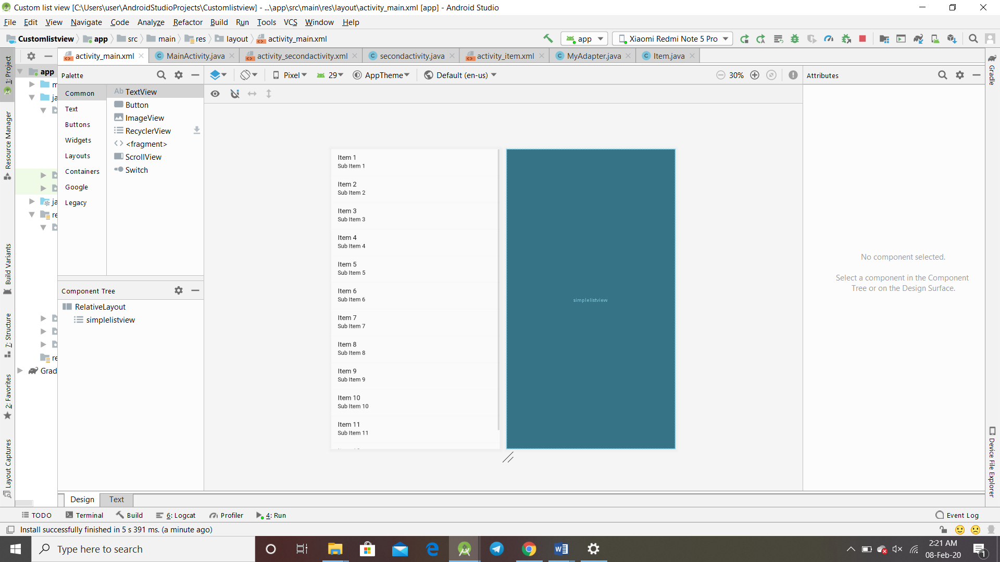 Custom list view [C:\Users\user\AndroidStudioProjects\Customlistview] - ...\app\src\main\res\layout\activity_main.xml [app] - Android Studio
File Edit View Navigate Code Analyze Refactor Build Run Tools VCS Window Help
Customlistview app src main res layout activity_main.xml
app Xiaomi Redmi Note 5 Pro
activity_main.xml MainActivity.java activity_secondactivity.xml secondactivity.java activity_item.xml MyAdapter.java Item.java
1: Project
Resource Manager
Build Variants
7: Structure
2: Favorites
Layout Captures
app
m
ja
ja
re
re
Grad
Palette
Common
Text
Buttons
Widgets
Layouts
Containers
Google
Legacy
Ab TextView
Button
ImageView
RecyclerView
<fragment>
ScrollView
Switch
Component Tree
RelativeLayout
simplelistview
Pixel 29 AppTheme Default (en-us) 30%
Item 1
Sub Item 1
Item 2
Sub Item 2
Item 3
Sub Item 3
Item 4
Sub Item 4
Item 5
Sub Item 5
Item 6
Sub Item 6
Item 7
Sub Item 7
Item 8
Sub Item 8
Item 9
Sub Item 9
Item 10
Sub Item 10
Item 11
Sub Item 11
simplelistview
Attributes
No component selected.
Select a component in the Component
Tree or on the Design Surface.
Gradle
Device File Explorer
Design Text
TODO Terminal Build 6: Logcat Profiler 4: Run Event Log
Install successfully finished in 5 s 391 ms. (a minute ago)
Type here to search
2:21 AM
08-Feb-20
1